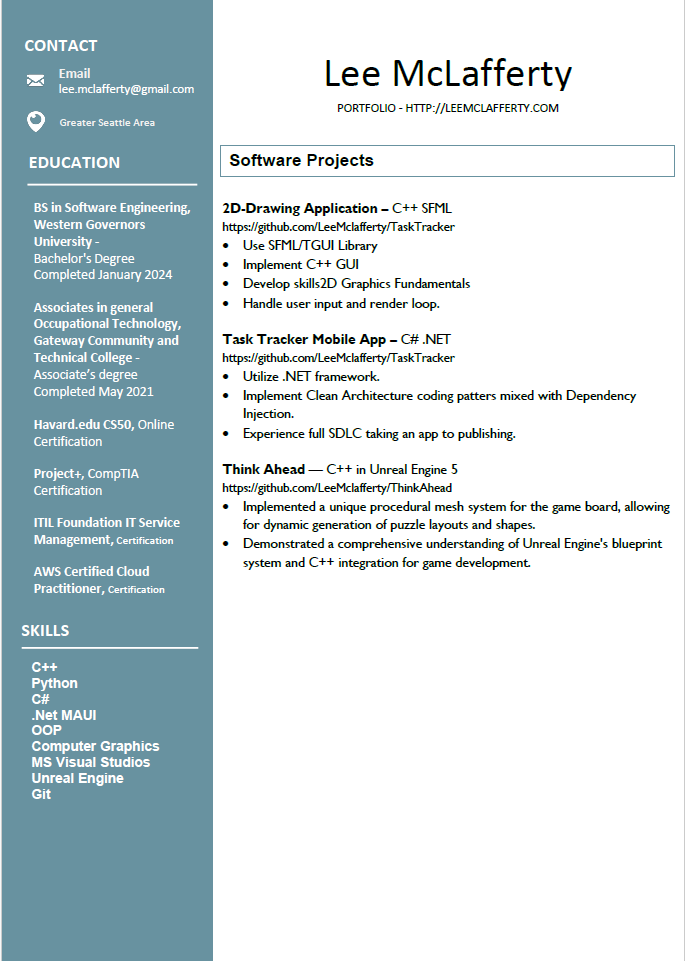 CONTACT
Email
lee.mclafferty@gmail.com
Greater Seattle Area
EDUCATION
BS in Software Engineering,
Western Governors
University -
Bachelor's Degree
Completed January 2024
Associates in general
Occupational Technology,
Gateway Community and
Technical College -
Associate's degree
Completed May 2021
Havard.edu CS50, Online
Certification
Project+, CompTIA
Certification
ITIL Foundation IT Service
Management, Certification
AWS Certified Cloud
Practitioner, Certification
SKILLS
C++
Python
C#
.Net MAUI
OOP
Computer Graphics
MS Visual Studios
Unreal Engine
Git
Lee McLafferty
PORTFOLIO - HTTP://LEEMCLAFFERTY.COM
Software Projects
2D-Drawing Application – C++ SFML
https://github.com/LeeMclafferty/TaskTracker
• Use SFML/TGUI Library
• Implement C++ GUI
• Develop skills2D Graphics Fundamentals
• Handle user input and render loop.
Task Tracker Mobile App – C# .NET
https://github.com/LeeMclafferty/TaskTracker
• Utilize .NET framework.
• Implement Clean Architecture coding patters mixed with Dependency
Injection.
• Experience full SDLC taking an app to publishing.
Think Ahead — C++ in Unreal Engine 5
https://github.com/LeeMclafferty/ThinkAhead
• Implemented a unique procedural mesh system for the game board, allowing
for dynamic generation of puzzle layouts and shapes.
• Demonstrated a comprehensive understanding of Unreal Engine's blueprint
system and C++ integration for game development.